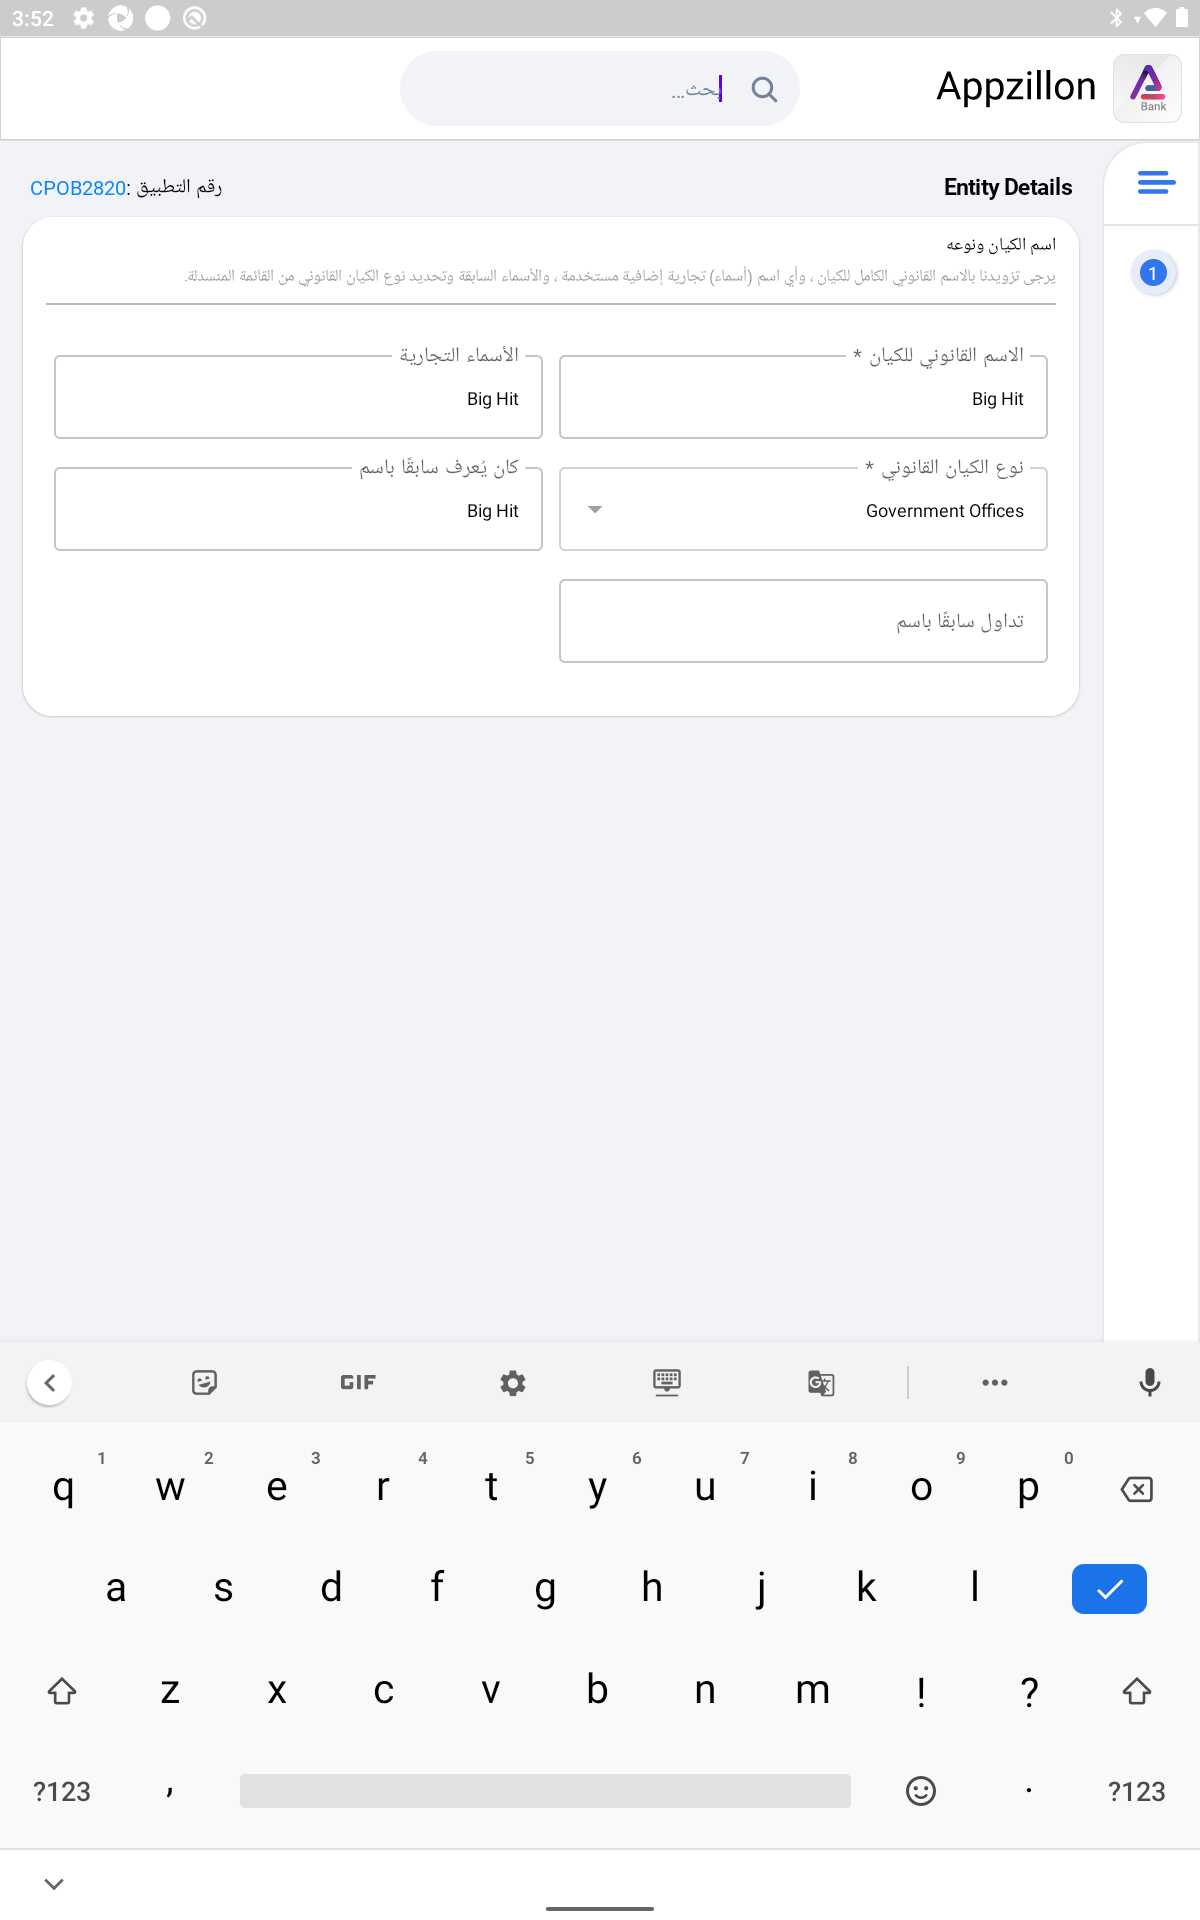 3:52
Bank
Appzillon
بحث...
Entity Details
رقم التطبيق :CPOB2820
1
اسم الكيان ونوعه
يرجى تزويدنا بالاسم القانوني الكامل للكيان ، وأي اسم (أسماء) تجارية إضافية مستخدمة ، والأسماء السابقة وتحديد نوع الكيان القانوني من القائمة المنسدلة.
الاسم القانوني للكيان *
Big Hit
الأسماء التجارية
Big Hit
نوع الكيان القانوني *
Government Offices
كان يُعرف سابقًا باسم
Big Hit
تداول سابقًا باسم
GIF
1 2 3 4 5 6 7 8 9 0
q w e r t y u i o p
a s d f g h j k l
z x c v b n m ! ?
?123 , . ?123